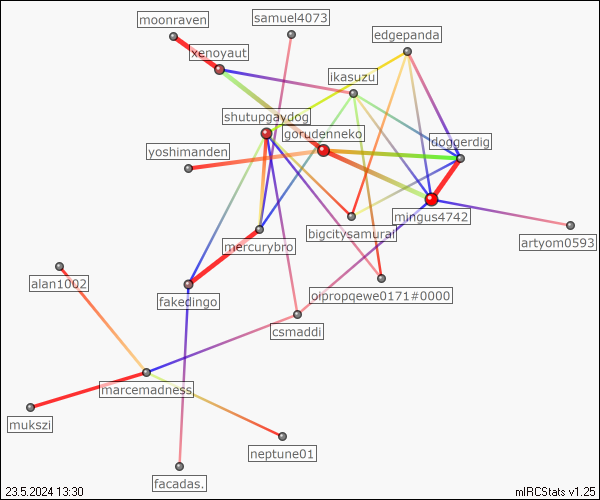 moonraven
samuel4073
edgepanda
xenoyaut
ikasuzu
shutupgaydog
gorudenneko
doggerdig
yoshimanden
mingus4742
bigcitysamurai
artyom0593
mercurybro
alan1002
fakedingo
oipropqewe0171#0000
csmaddi
marcemadness
mukszi
neptune01
facadas.
23.5.2024 13:30
mIRCStats v1.25